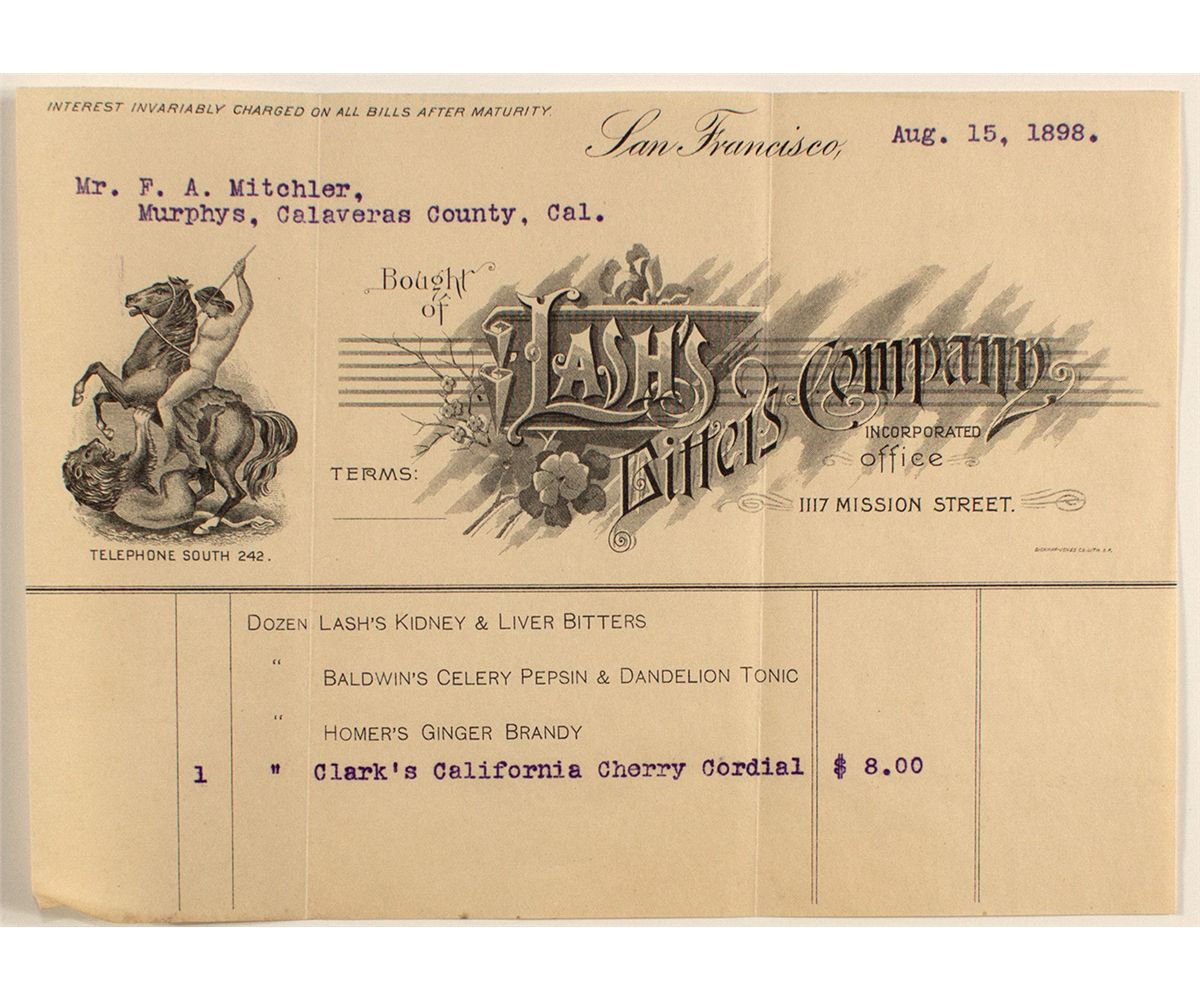 INTEREST INVARIABLY CHARGED ON ALL BILLS AFTER MATURITY.
San Francisco, Aug. 15, 1898.
Mr. F. A. Mitchler,
Murphys, Calaveras County, Cal.
Bought
of
LASH'S
Bitters Company
INCORPORATED
office
TERMS:
1117 MISSION STREET.
TELEPHONE SOUTH 242.
DOZEN LASH'S KIDNEY & LIVER BITTERS
" BALDWIN'S CELERY PEPSIN & DANDELION TONIC
" HOMER'S GINGER BRANDY
1 " Clark's California Cherry Cordial $ 8.00